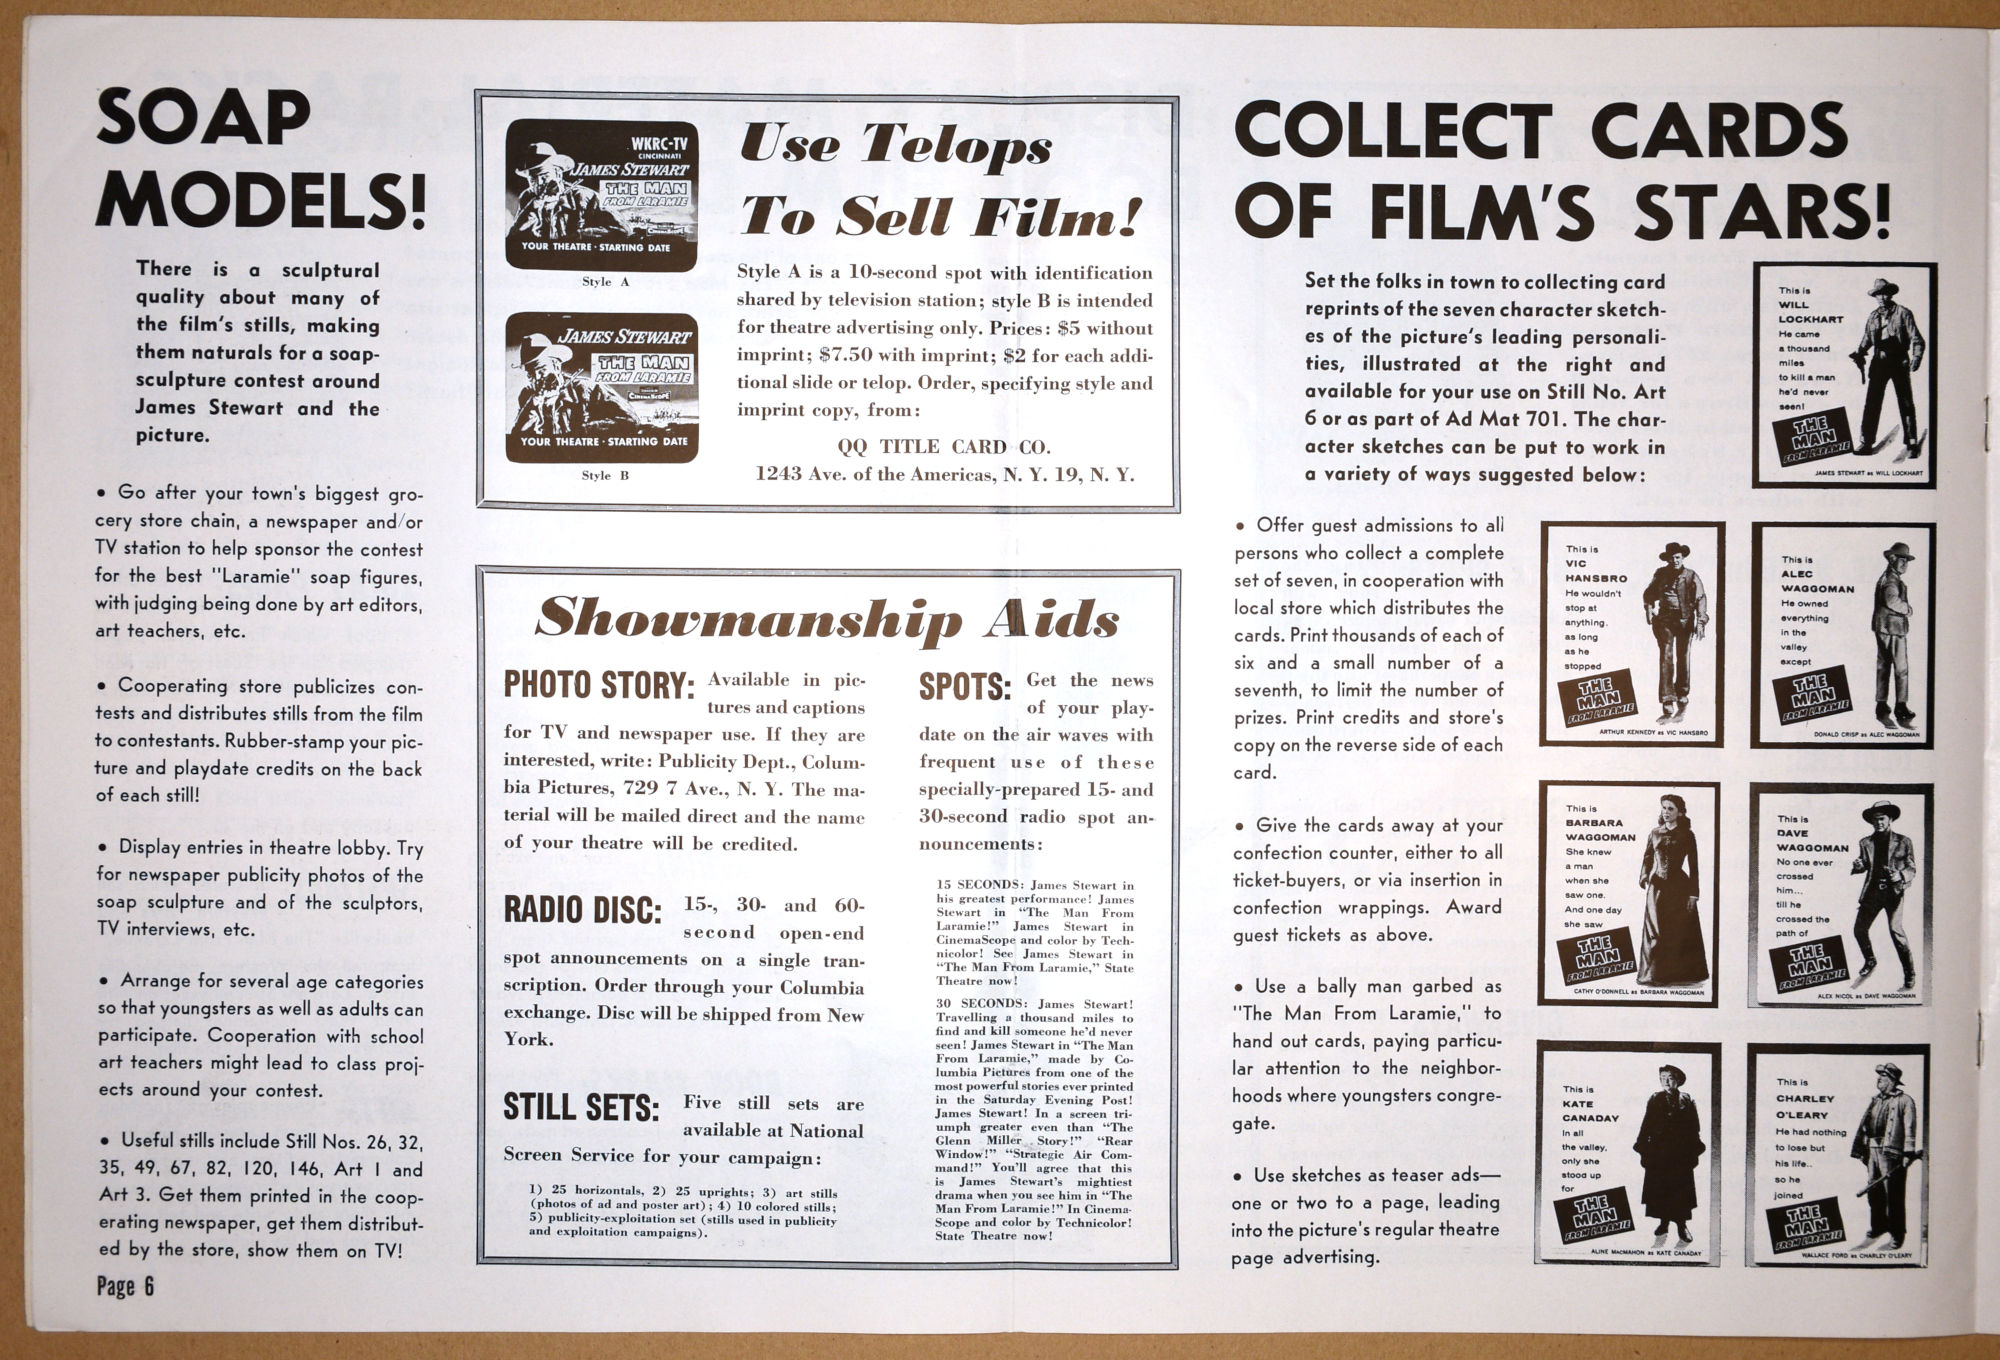 SOAP
MODELS!
There is a sculptural
quality about many of
the film's stills, making
them naturals for a soap-
sculpture contest around
James Stewart and the
picture.
• Go after your town's biggest gro-
cery store chain, a newspaper and/or
TV station to help sponsor the contest
for the best "Laramie" soap figures,
with judging being done by art editors,
art teachers, etc.
• Cooperating store publicizes con-
tests and distributes stills from the film
to contestants. Rubber-stamp your pic-
ture and playdate credits on the back
of each still!
• Display entries in theatre lobby. Try
for newspaper publicity photos of the
soap sculpture and of the sculptors,
TV interviews, etc.
• Arrange for several age categories
so that youngsters as well as adults can
participate. Cooperation with school
art teachers might lead to class proj-
ects around your contest.
• Useful stills include Still Nos. 26, 32,
35, 49, 67, 82, 120, 146, Art 1 and
Art 3. Get them printed in the coop-
erating newspaper, get them distribut-
ed by the store, show them on TV!
Page 6
WKRC-TV
CINCINNATI
JAMES STEWART
THE MAN
FROM LARAMIE
CINEMASCOPE
YOUR THEATRE · STARTING DATE
Style A
JAMES STEWART
THE MAN
FROM LARAMIE
CINEMASCOPE
YOUR THEATRE · STARTING DATE
Style B
Use Telops
To Sell Film!
Style A is a 10-second spot with identification
shared by television station; style B is intended
for theatre advertising only. Prices: $5 without
imprint; $7.50 with imprint; $2 for each addi-
tional slide or telop. Order, specifying style and
imprint copy, from:
QQ TITLE CARD CO.
1243 Ave. of the Americas, N. Y. 19, N. Y.
Showmanship Aids
PHOTO STORY: Available in pic-
tures and captions
for TV and newspaper use. If they are
interested, write: Publicity Dept., Colum-
bia Pictures, 729 7 Ave., N. Y. The ma-
terial will be mailed direct and the name
of your theatre will be credited.
RADIO DISC: 15-, 30- and 60-
second open-end
spot announcements on a single tran-
scription. Order through your Columbia
exchange. Disc will be shipped from New
York.
STILL SETS: Five still sets are
available at National
Screen Service for your campaign:
1) 25 horizontals, 2) 25 uprights; 3) art stills
(photos of ad and poster art); 4) 10 colored stills;
5) publicity-exploitation set (stills used in publicity
and exploitation campaigns).
SPOTS: Get the news
of your play-
date on the air waves with
frequent use of these
specially-prepared 15- and
30-second radio spot an-
nouncements:
15 SECONDS: James Stewart in
his greatest performance! James
Stewart in "The Man From
Laramie!" James Stewart in
CinemaScope and color by Tech-
nicolor! See James Stewart in
"The Man From Laramie," State
Theatre now!
30 SECONDS: James Stewart!
Travelling a thousand miles to
find and kill someone he'd never
seen! James Stewart in "The Man
From Laramie," made by Co-
lumbia Pictures from one of the
most powerful stories ever printed
in the Saturday Evening Post!
James Stewart! In a screen tri-
umph greater even than "The
Glenn Miller Story!" "Rear
Window!" "Strategic Air Com-
mand!" You'll agree that this
is James Stewart's mightiest
drama when you see him in "The
Man From Laramie!" In Cinema-
Scope and color by Technicolor!
State Theatre now!
COLLECT CARDS
OF FILM'S STARS!
Set the folks in town to collecting card
reprints of the seven character sketch-
es of the picture's leading personali-
ties, illustrated at the right and
available for your use on Still No. Art
6 or as part of Ad Mat 701. The char-
acter sketches can be put to work in
a variety of ways suggested below:
• Offer guest admissions to all
persons who collect a complete
set of seven, in cooperation with
local store which distributes the
cards. Print thousands of each of
six and a small number of a
seventh, to limit the number of
prizes. Print credits and store's
copy on the reverse side of each
card.
• Give the cards away at your
confection counter, either to all
ticket-buyers, or via insertion in
confection wrappings. Award
guest tickets as above.
• Use a bally man garbed as
"The Man From Laramie," to
hand out cards, paying particu-
lar attention to the neighbor-
hoods where youngsters congre-
gate.
• Use sketches as teaser ads—
one or two to a page, leading
into the picture's regular theatre
page advertising.
This is
WILL
LOCKHART
He came
a thousand
miles
to kill a man
he'd never
seen!
THE
MAN
FROM LARAMIE
JAMES STEWART as WILL LOCKHART
This is
VIC
HANSBRO
He wouldn't
stop at
anything.
as long
as he
stopped
THE
MAN
FROM LARAMIE
ARTHUR KENNEDY as VIC HANSBRO
This is
ALEC
WAGGOMAN
He owned
everything
in the
valley
except
THE
MAN
FROM LARAMIE
DONALD CRISP as ALEC WAGGOMAN
This is
BARBARA
WAGGOMAN
She knew
a man
when she
saw one.
And one day
she saw
THE
MAN
FROM LARAMIE
CATHY O'DONNELL as BARBARA WAGGOMAN
This is
DAVE
WAGGOMAN
No one ever
crossed
him...
till he
crossed the
path of
THE
MAN
FROM LARAMIE
ALEX NICOL as DAVE WAGGOMAN
This is
KATE
CANADAY
In all
the valley,
only she
stood up
for
THE
MAN
FROM LARAMIE
ALINE MacMAHON as KATE CANADAY
This is
CHARLEY
O'LEARY
He had nothing
to lose but
his life..
so he
joined
THE
MAN
FROM LARAMIE
WALLACE FORD as CHARLEY O'LEARY